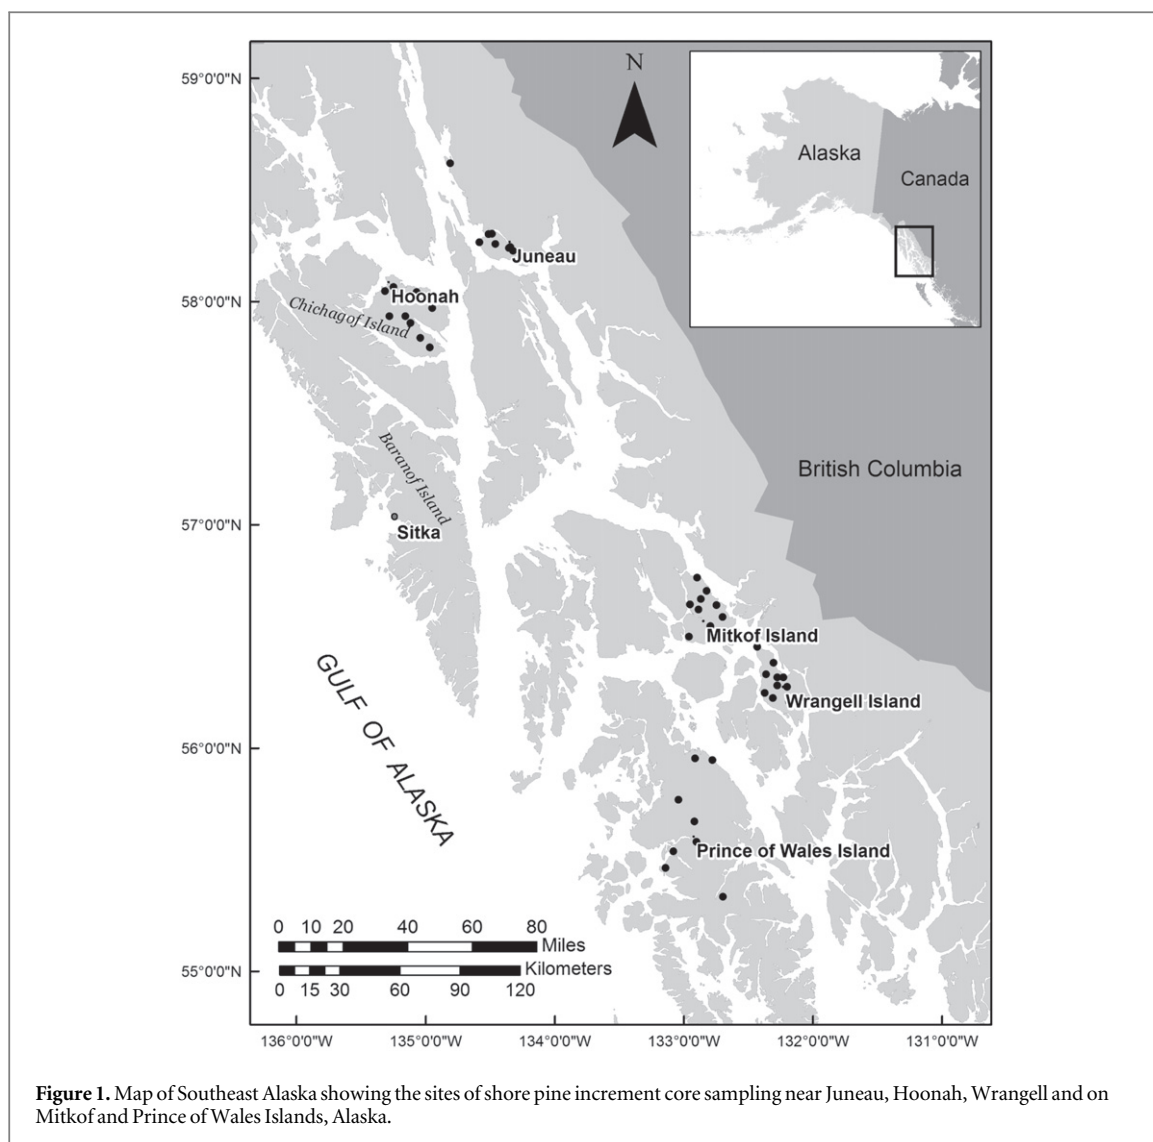 59°0'0"N
58°0'0"N
57°0'0"N
56°0'0"N
55°0'0"N
N
Alaska
Canada
Juneau
Hoonah
Chichagof Island
British Columbia
Baranof Island
Sitka
Mitkof Island
Wrangell Island
GULF OF ALASKA
Prince of Wales Island
0 10 20 40 60 80
Miles
Kilometers
0 15 30 60 90 120
136°0'0"W 135°0'0"W 134°0'0"W 133°0'0"W 132°0'0"W 131°0'0"W
Figure 1. Map of Southeast Alaska showing the sites of shore pine increment core sampling near Juneau, Hoonah, Wrangell and on
Mitkof and Prince of Wales Islands, Alaska.